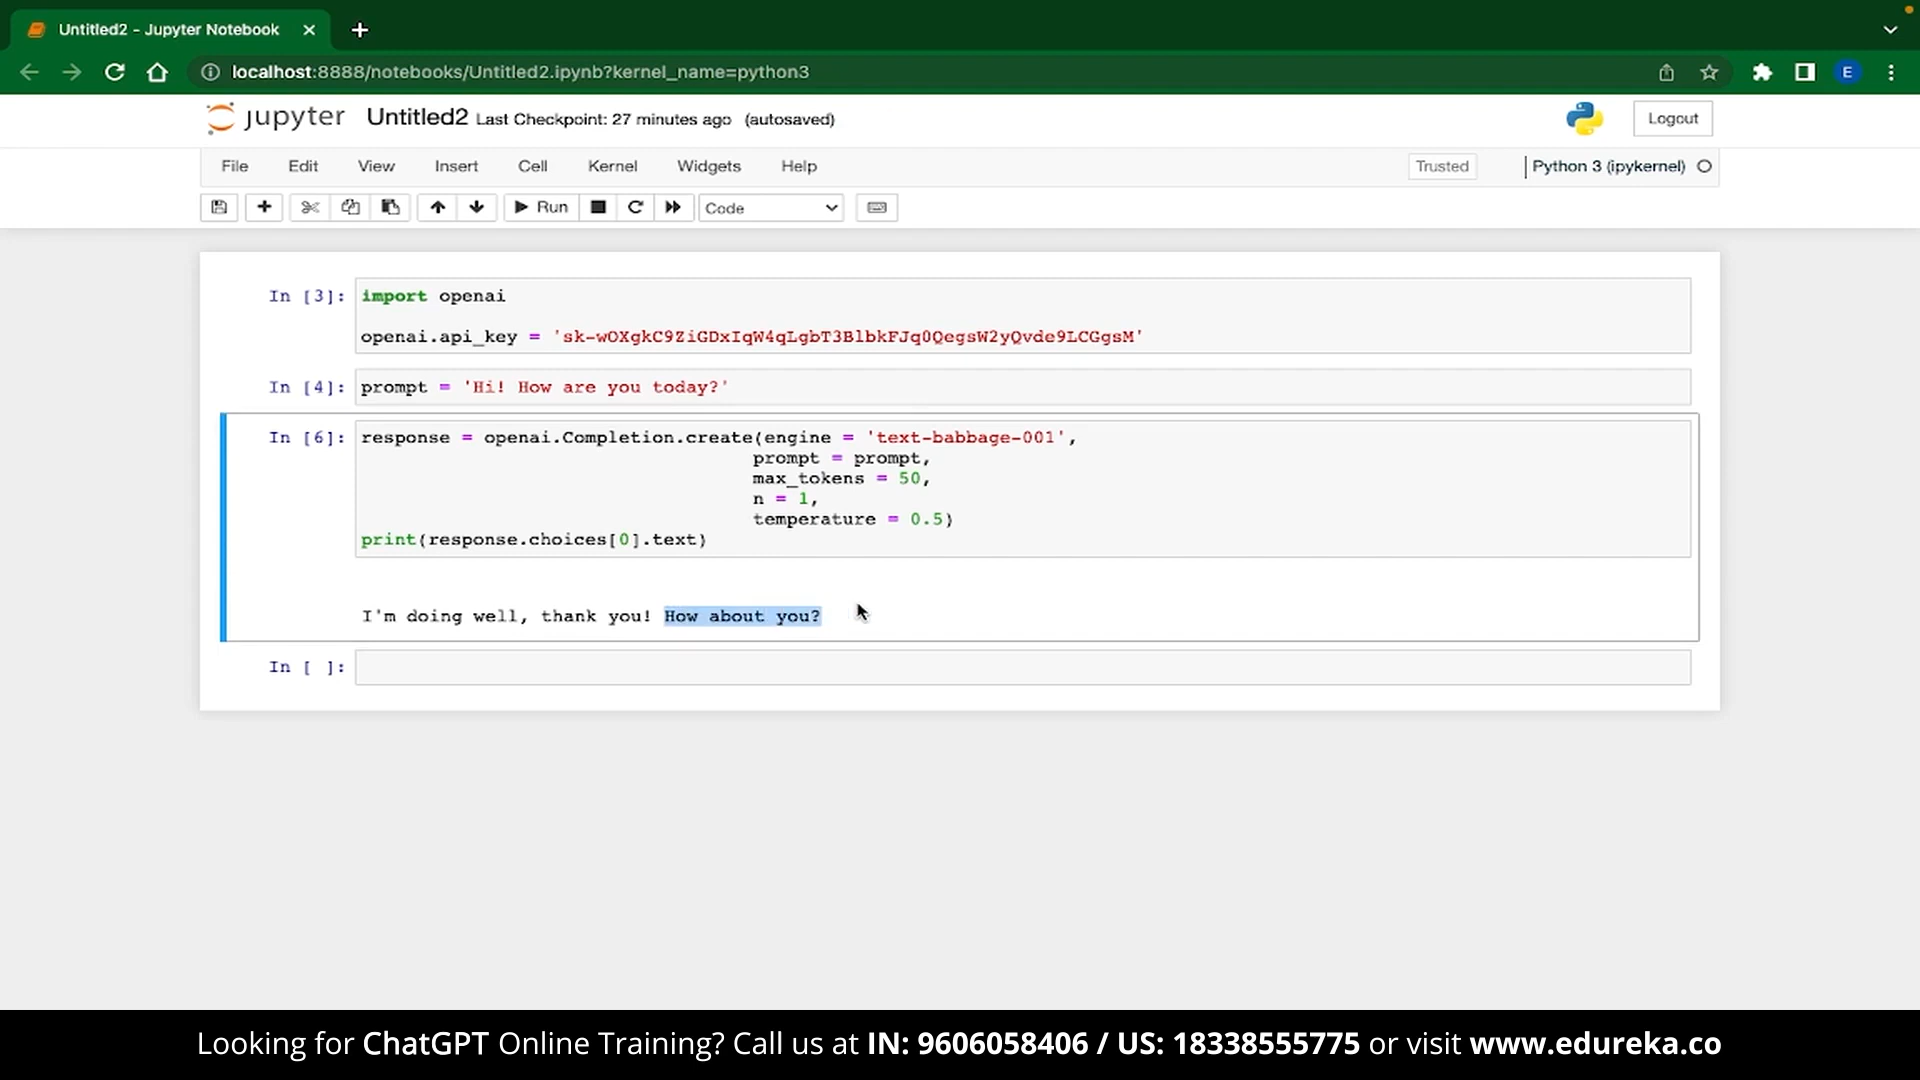 Untitled2 - Jupyter Notebook
localhost:8888/notebooks/Untitled2.ipynb?kernel_name=python3
E
jupyter Untitled2 Last Checkpoint: 27 minutes ago (autosaved)
Logout
File Edit View Insert Cell Kernel Widgets Help
Trusted
Python 3 (ipykernel)
Run
Code
In [3]: import openai
openai.api_key = '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'
In [4]: prompt = 'Hi! How are you today?'
In [6]: response = openai.Completion.create(engine = 'text-babbage-001',
prompt = prompt,
max_tokens = 50,
n = 1,
temperature = 0.5)
print(response.choices[0].text)
I'm doing well, thank you! How about you?
In [ ]:
Looking for ChatGPT Online Training? Call us at IN: 9606058406 / US: 18338555775 or visit www.edureka.co